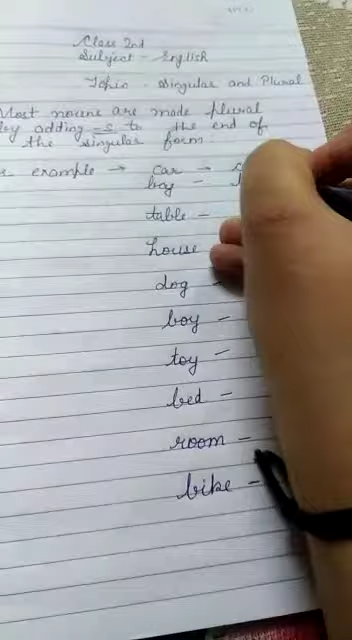 Class 2nd
Subject - English
Topic - Singular and Plural
Most nouns are made plural
by adding -s to the end of
the singular form.
example → car -
boy -
table -
house
dog -
boy -
toy -
bed -
room -
bike -